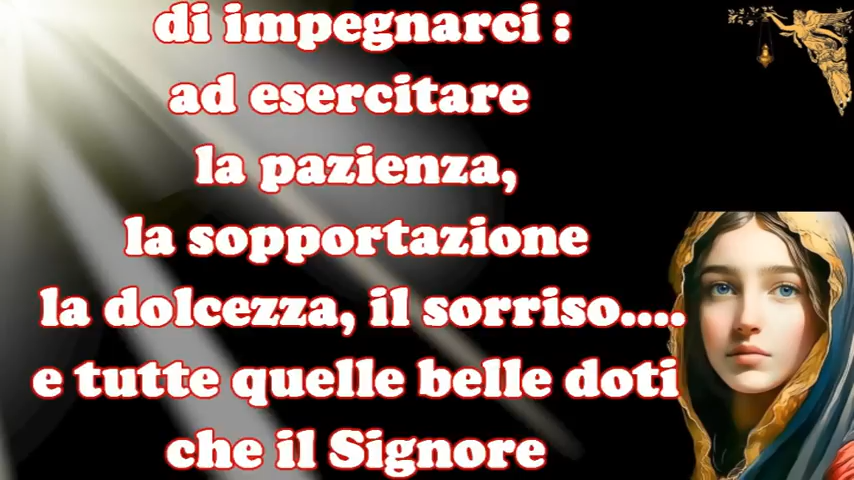 di impegnarci :
ad esercitare
la pazienza,
la sopportazione
la dolcezza, il sorriso....
e tutte quelle belle doti
che il Signore